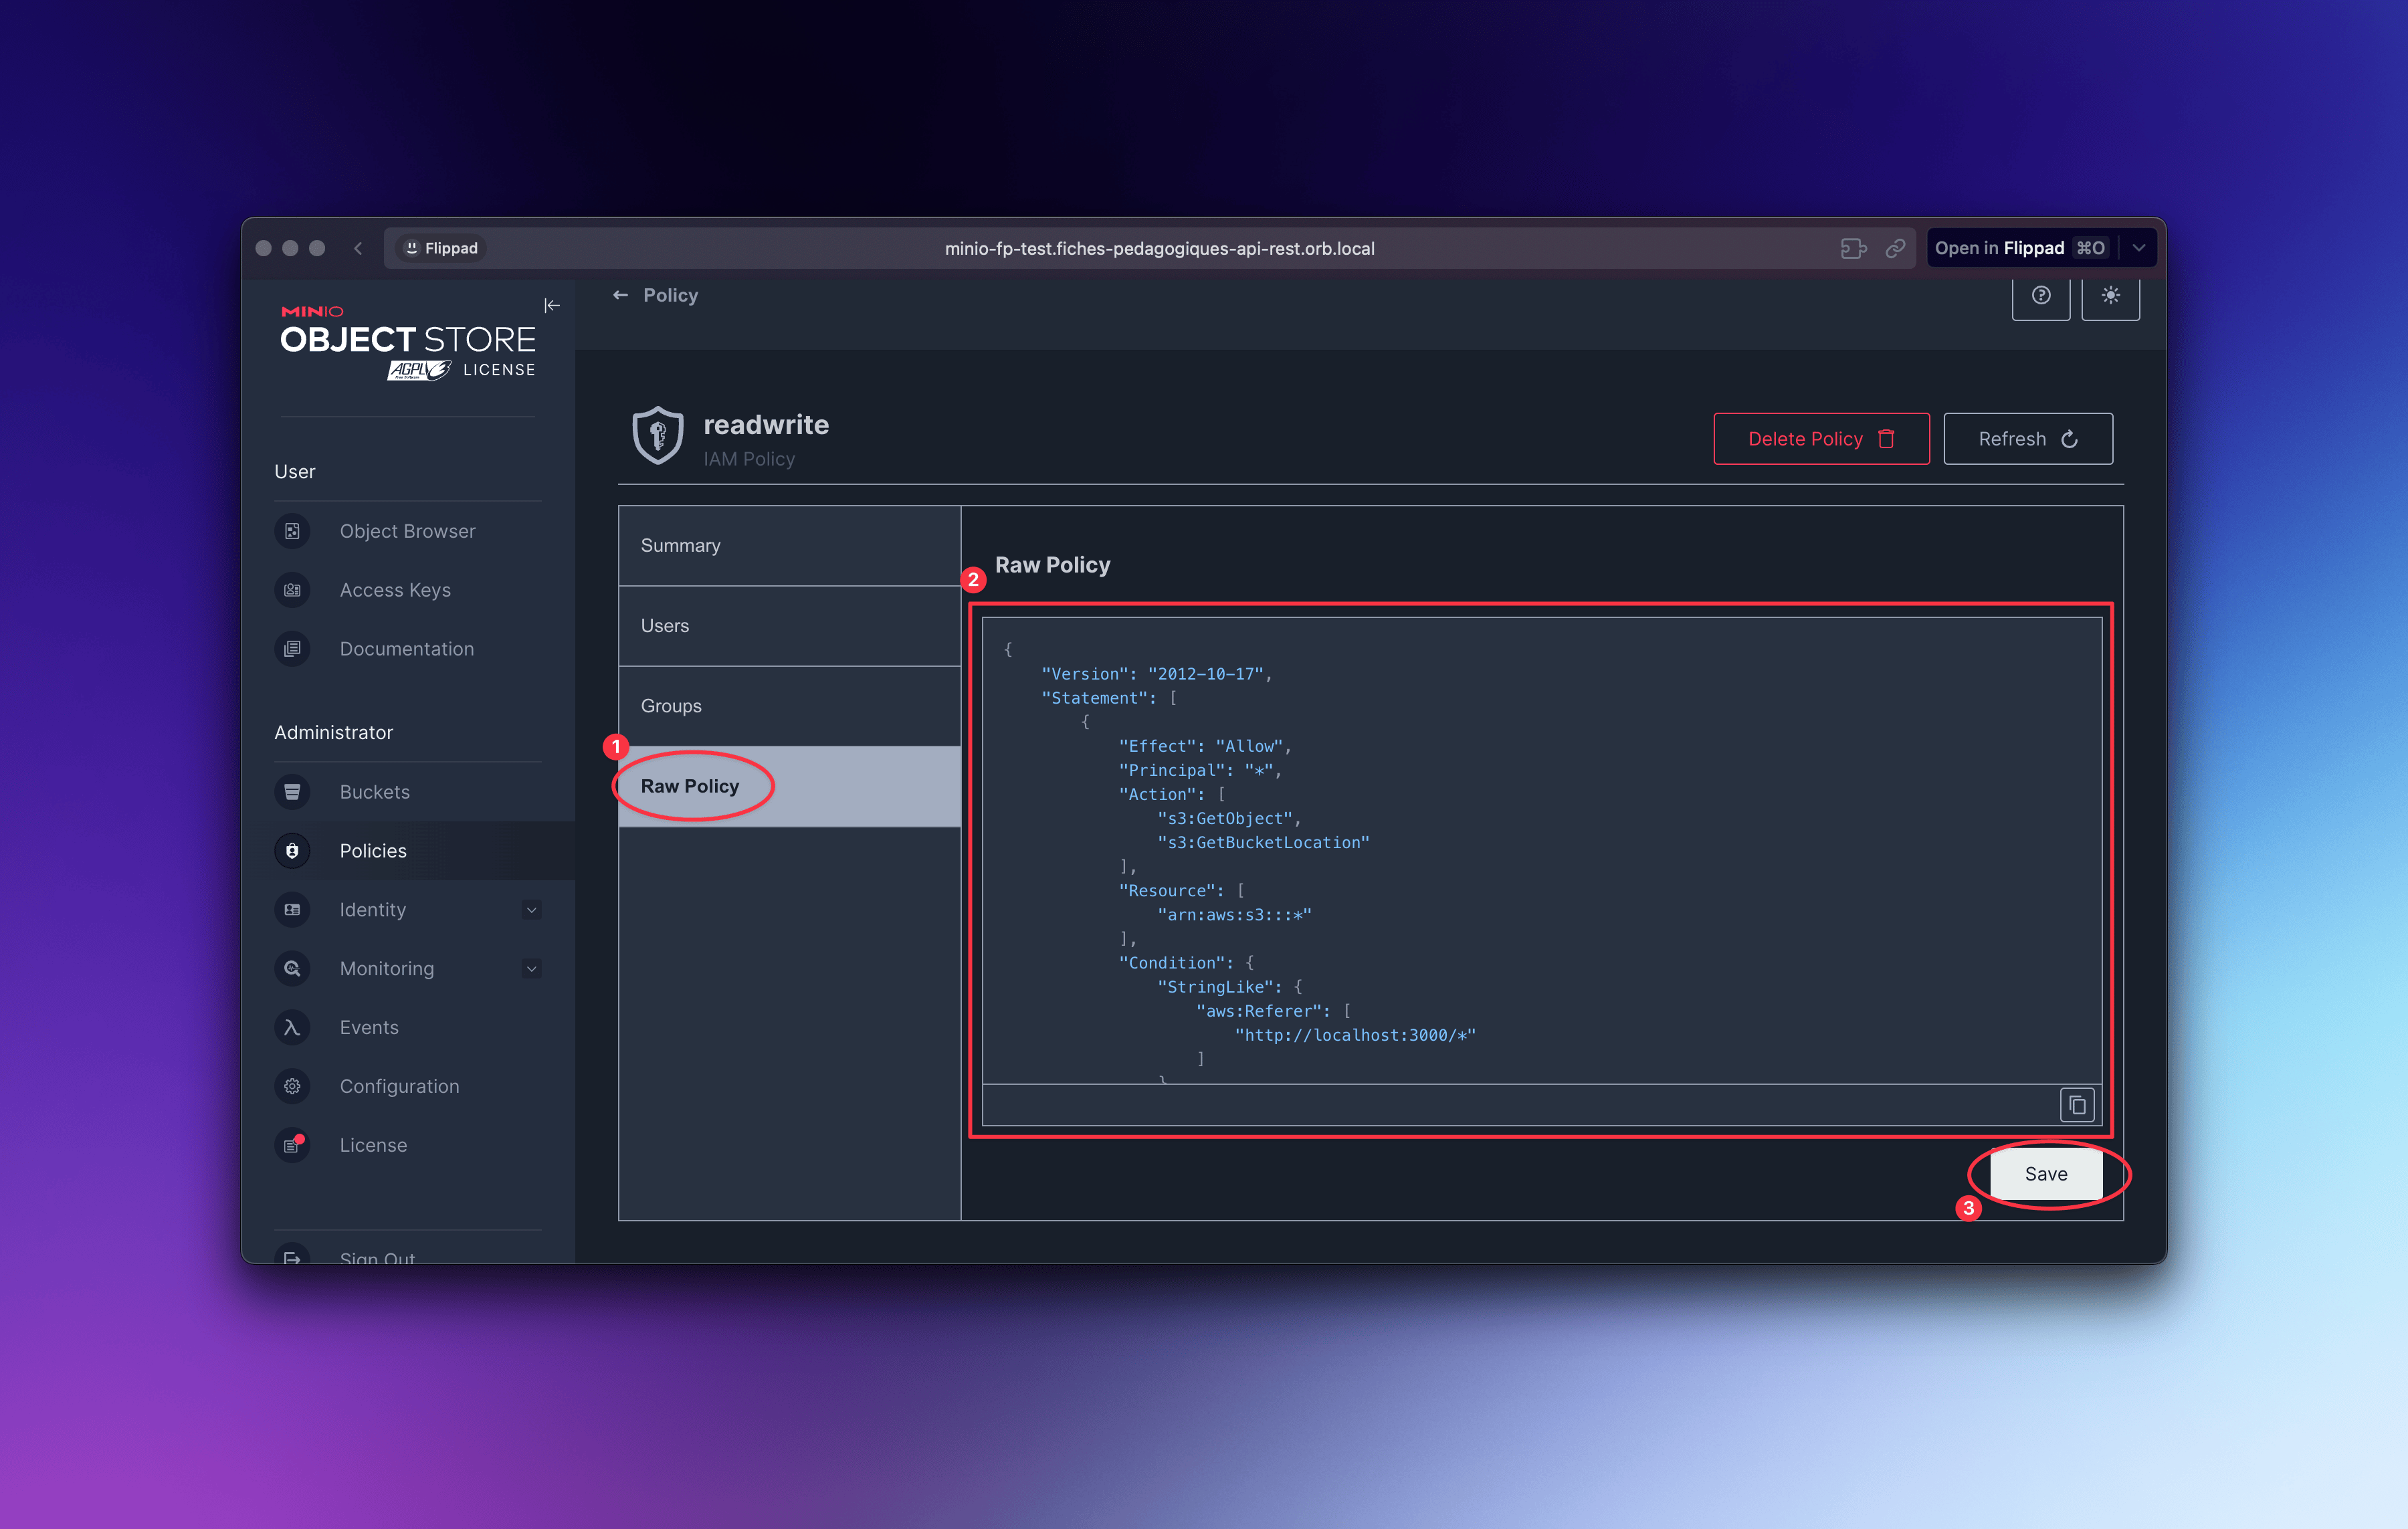 Flippad
minio-fp-test.fiches-pedagogiques-api-rest.orb.local
Open in Flippad ⌘O
MINIO
OBJECT STORE
AGPL LICENSE
← Policy
readwrite
IAM Policy
Delete Policy
Refresh
User
Object Browser
Access Keys
Documentation
Administrator
Buckets
Policies
Identity
Monitoring
Events
Configuration
License
Sign Out
Summary
Users
Groups
1
Raw Policy
2
Raw Policy
{
"Version": "2012-10-17",
"Statement": [
{
"Effect": "Allow",
"Principal": "*",
"Action": [
"s3:GetObject",
"s3:GetBucketLocation"
],
"Resource": [
"arn:aws:s3:::*"
],
"Condition": {
"StringLike": {
"aws:Referer": [
"http://localhost:3000/*"
]
}
Save
3